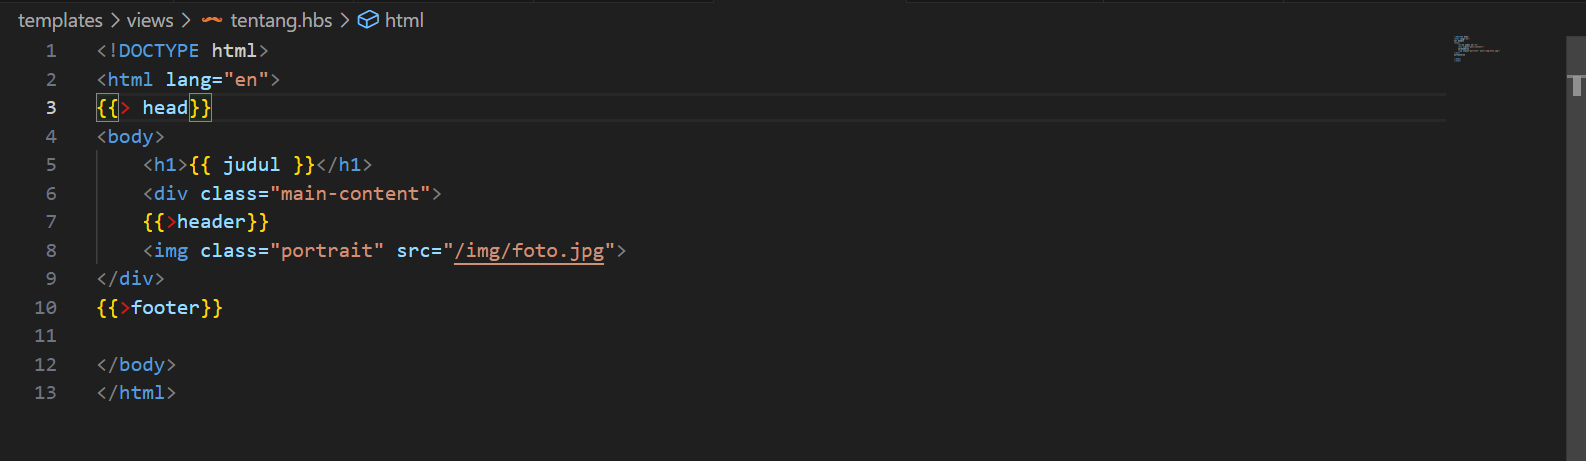 templates > views > tentang.hbs > html
1 <!DOCTYPE html>
2 <html lang="en">
3 {{> head}}
4 <body>
5     <h1>{{ judul }}</h1>
6     <div class="main-content">
7     {{>header}}
8     <img class="portrait" src="/img/foto.jpg">
9 </div>
10 {{>footer}}
11
12 </body>
13 </html>